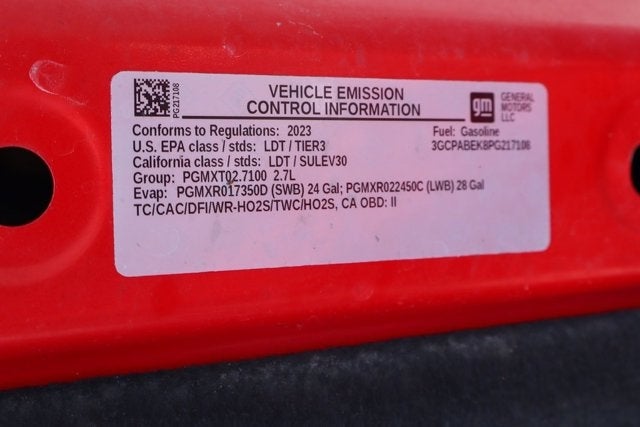 PG217108
VEHICLE EMISSION
CONTROL INFORMATION
gm
GENERAL
MOTORS
LLC
Conforms to Regulations: 2023
Fuel: Gasoline
U.S. EPA class / stds: LDT / TIER3
3GCPABEK8PG217108
California class / stds: LDT / SULEV30
Group: PGMXT02.7100 2.7L
Evap: PGMXR017350D (SWB) 24 Gal; PGMXR022450C (LWB) 28 Gal
TC/CAC/DFI/WR-HO2S/TWC/HO2S, CA OBD: II